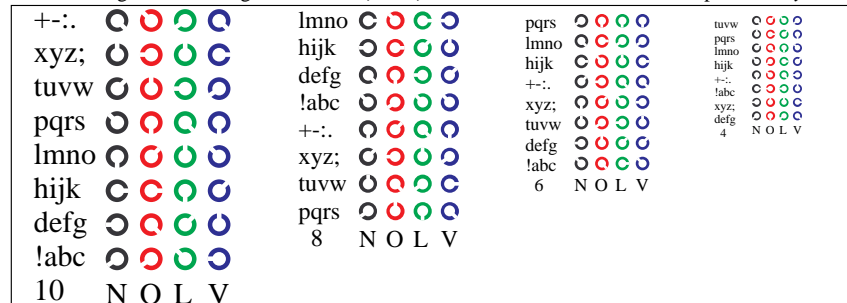 +-:.
xyz;
tuvw
pqrs
lmno
hijk
defg
!abc
10 N O L V
lmno
hijk
defg
!abc
+-:.
xyz;
tuvw
pqrs
8 N O L V
pqrs
lmno
hijk
+-:.
xyz;
tuvw
defg
!abc
6 N O L V
tuvw
pqrs
lmno
hijk
+-:.
!abc
xyz;
defg
4 N O L V